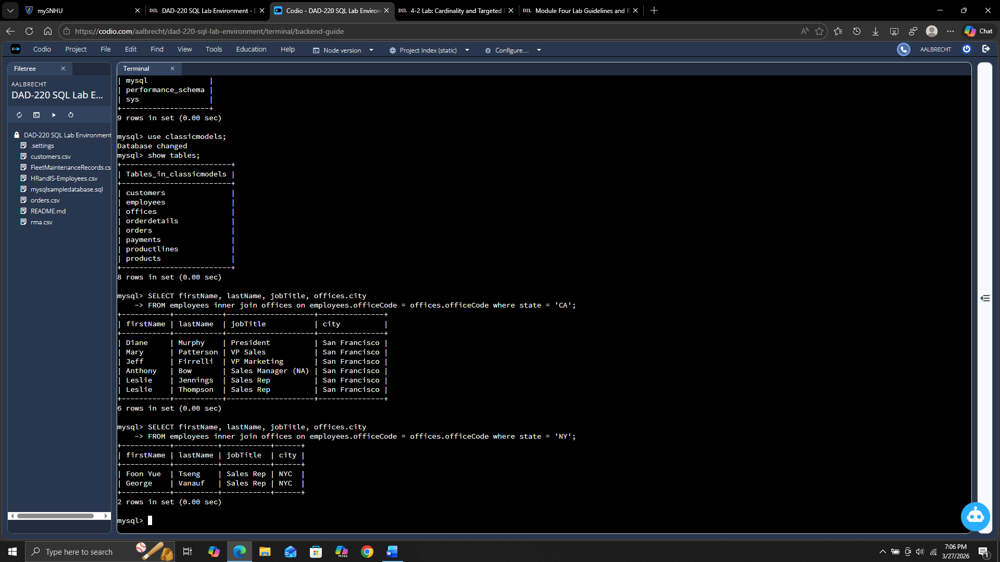 mySNHU
D2L DAD-220 SQL Lab Environment - D
Codio - DAD-220 SQL Lab Environ
D2L 4-2 Lab: Cardinality and Targeted D
D2L Module Four Lab Guidelines and R
https://codio.com/aalbrecht/dad-220-sql-lab-environment/terminal/backend-guide
Chat
Codio Project File Edit Find View Tools Education Help Node version Project Index (static) Configure.... AALBRECHT
Filetree
AALBRECHT
DAD-220 SQL Lab E...
DAD-220 SQL Lab Environment
.settings
customers.csv
FleetMaintenanceRecords.cs
HRandIS-Employees.csv
mysqlsampledatabase.sql
orders.csv
README.md
rma.csv
Terminal
| mysql              |
| performance_schema |
| sys                |
+--------------------+
9 rows in set (0.00 sec)
mysql> use classicmodels;
Database changed
mysql> show tables;
+-------------------------+
| Tables_in_classicmodels |
+-------------------------+
| customers               |
| employees               |
| offices                 |
| orderdetails            |
| orders                  |
| payments                |
| productlines            |
| products                |
+-------------------------+
8 rows in set (0.00 sec)
mysql> SELECT firstName, lastName, jobTitle, offices.city
    -> FROM employees inner join offices on employees.officeCode = offices.officeCode where state = 'CA';
+-----------+-----------+--------------------+---------------+
| firstName | lastName  | jobTitle           | city          |
+-----------+-----------+--------------------+---------------+
| Diane     | Murphy    | President          | San Francisco |
| Mary      | Patterson | VP Sales           | San Francisco |
| Jeff      | Firrelli  | VP Marketing       | San Francisco |
| Anthony   | Bow       | Sales Manager (NA) | San Francisco |
| Leslie    | Jennings  | Sales Rep          | San Francisco |
| Leslie    | Thompson  | Sales Rep          | San Francisco |
+-----------+-----------+--------------------+---------------+
6 rows in set (0.00 sec)
mysql> SELECT firstName, lastName, jobTitle, offices.city
    -> FROM employees inner join offices on employees.officeCode = offices.officeCode where state = 'NY';
+-----------+----------+-----------+------+
| firstName | lastName | jobTitle  | city |
+-----------+----------+-----------+------+
| Foon Yue  | Tseng    | Sales Rep | NYC  |
| George    | Vanauf   | Sales Rep | NYC  |
+-----------+----------+-----------+------+
2 rows in set (0.00 sec)
mysql>
Type here to search
M365
7:06 PM
3/27/2026
1